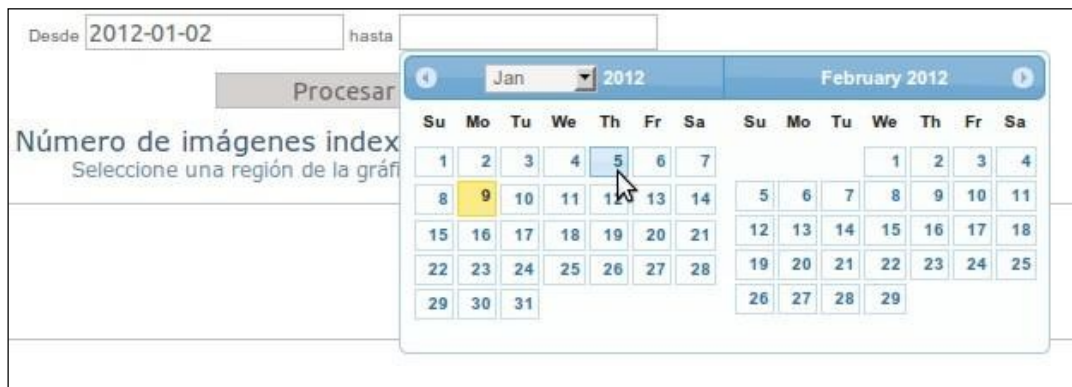 Desde 2012-01-02 hasta
Jan 2012 February 2012
Procesar
Su Mo Tu We Th Fr Sa Su Mo Tu We Th Fr Sa
Número de imágenes index
Seleccione una región de la gráfi
1 2 3 4 5 6 7 1 2 3 4
8 9 10 11 12 13 14 5 6 7 8 9 10 11
15 16 17 18 19 20 21 12 13 14 15 16 17 18
22 23 24 25 26 27 28 19 20 21 22 23 24 25
29 30 31 26 27 28 29